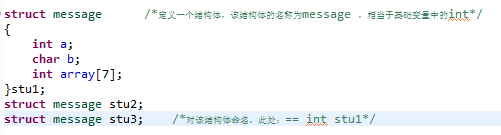 struct message /*定义一个结构体，该结构体的名称为message ，相当于基础变量中的int*/
{
int a;
char b;
int array[7];
}stu1;
struct message stu2;
struct message stu3; /*对该结构体命名，此处：== int stu1*/